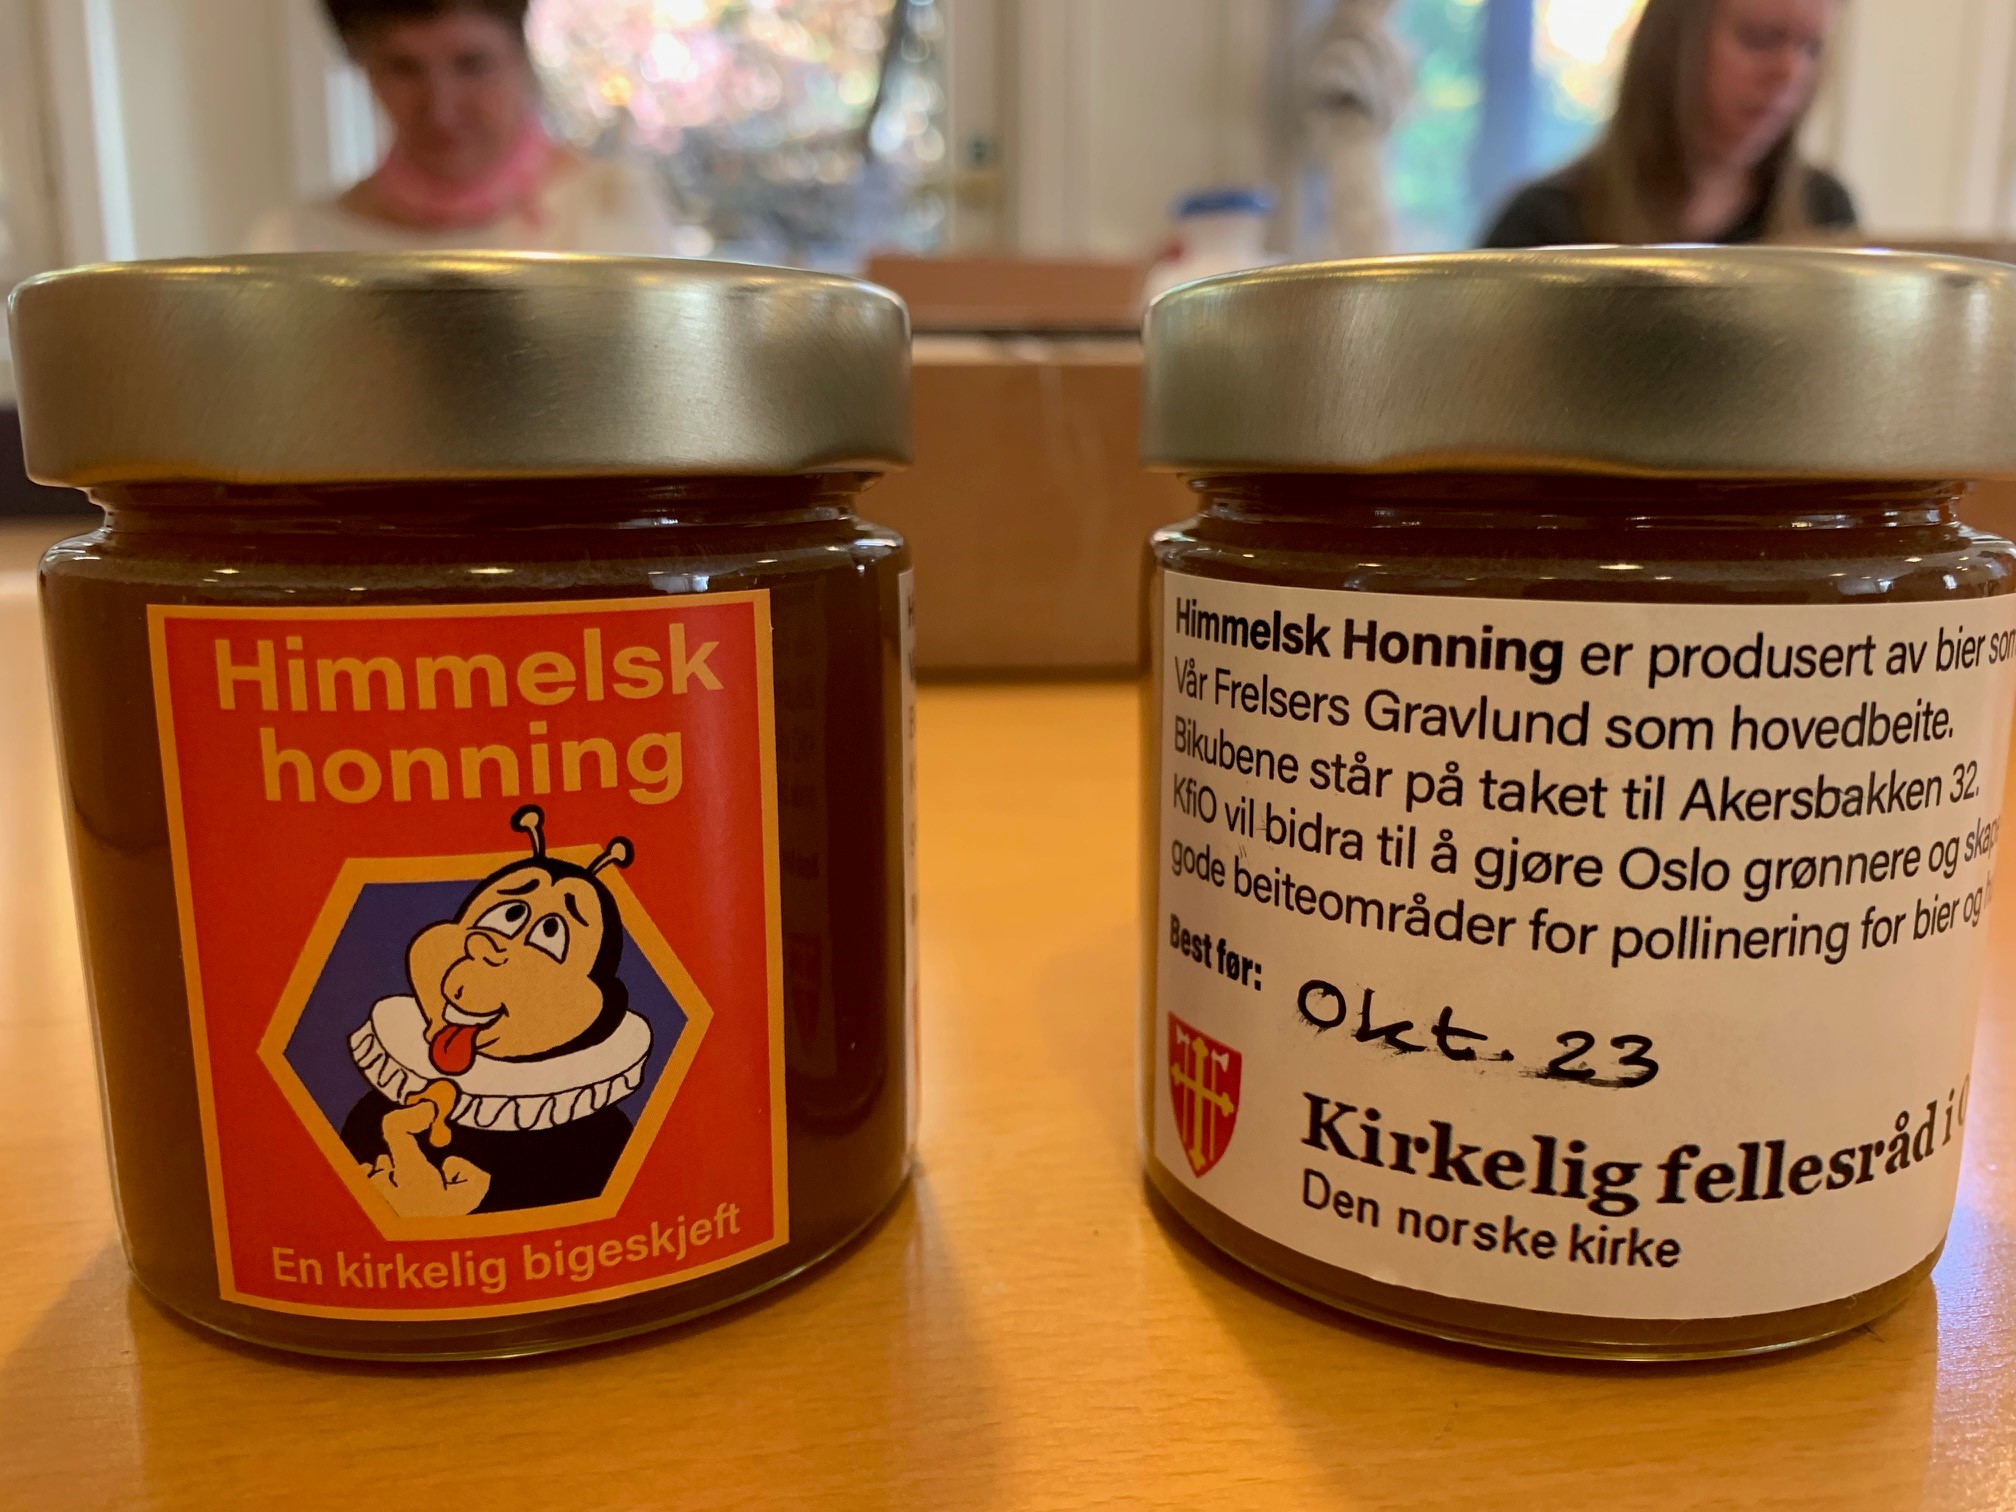 Himmelsk
honning
En kirkelig bigeskjeft
Himmelsk Honning er produsert av bier som
Vår Frelsers Gravlund som hovedbeite.
Bikubene står på taket til Akersbakken 32.
KfiO vil bidra til å gjøre Oslo grønnere og
gode beiteområder for pollinering for bier og
Best før:
Okt. 23
Kirkelig fellesråd i
Den norske kirke